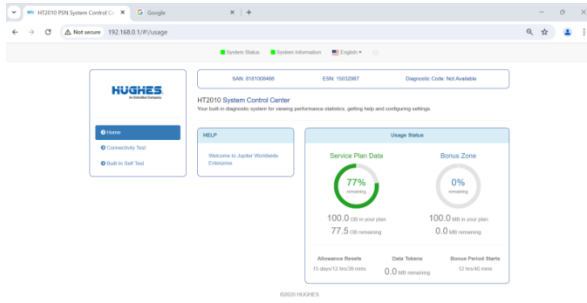 HT2010 PSN System Control Ce
Google
Not secure 192.168.0.1/#/usage
System Status System Information English
HUGHES
An EchoStar Company
SAN: 8181008466 ESN: 15032987 Diagnostic Code: Not Available
HT2010 System Control Center
Your built-in diagnostic system for viewing performance statistics, getting help and configuring settings.
Home
Connectivity Test
Built In Self Test
HELP
Welcome to Jupiter Worldwide
Enterprise
Usage Status
Service Plan Data
77%
remaining
100.0 GB in your plan
77.5 GB remaining
Bonus Zone
0%
remaining
100.0 MB in your plan
0.0 MB remaining
Allowance Resets
15 days/12 hrs/39 mins
Data Tokens
0.0 MB remaining
Bonus Period Starts
12 hrs/40 mins
©2020 HUGHES